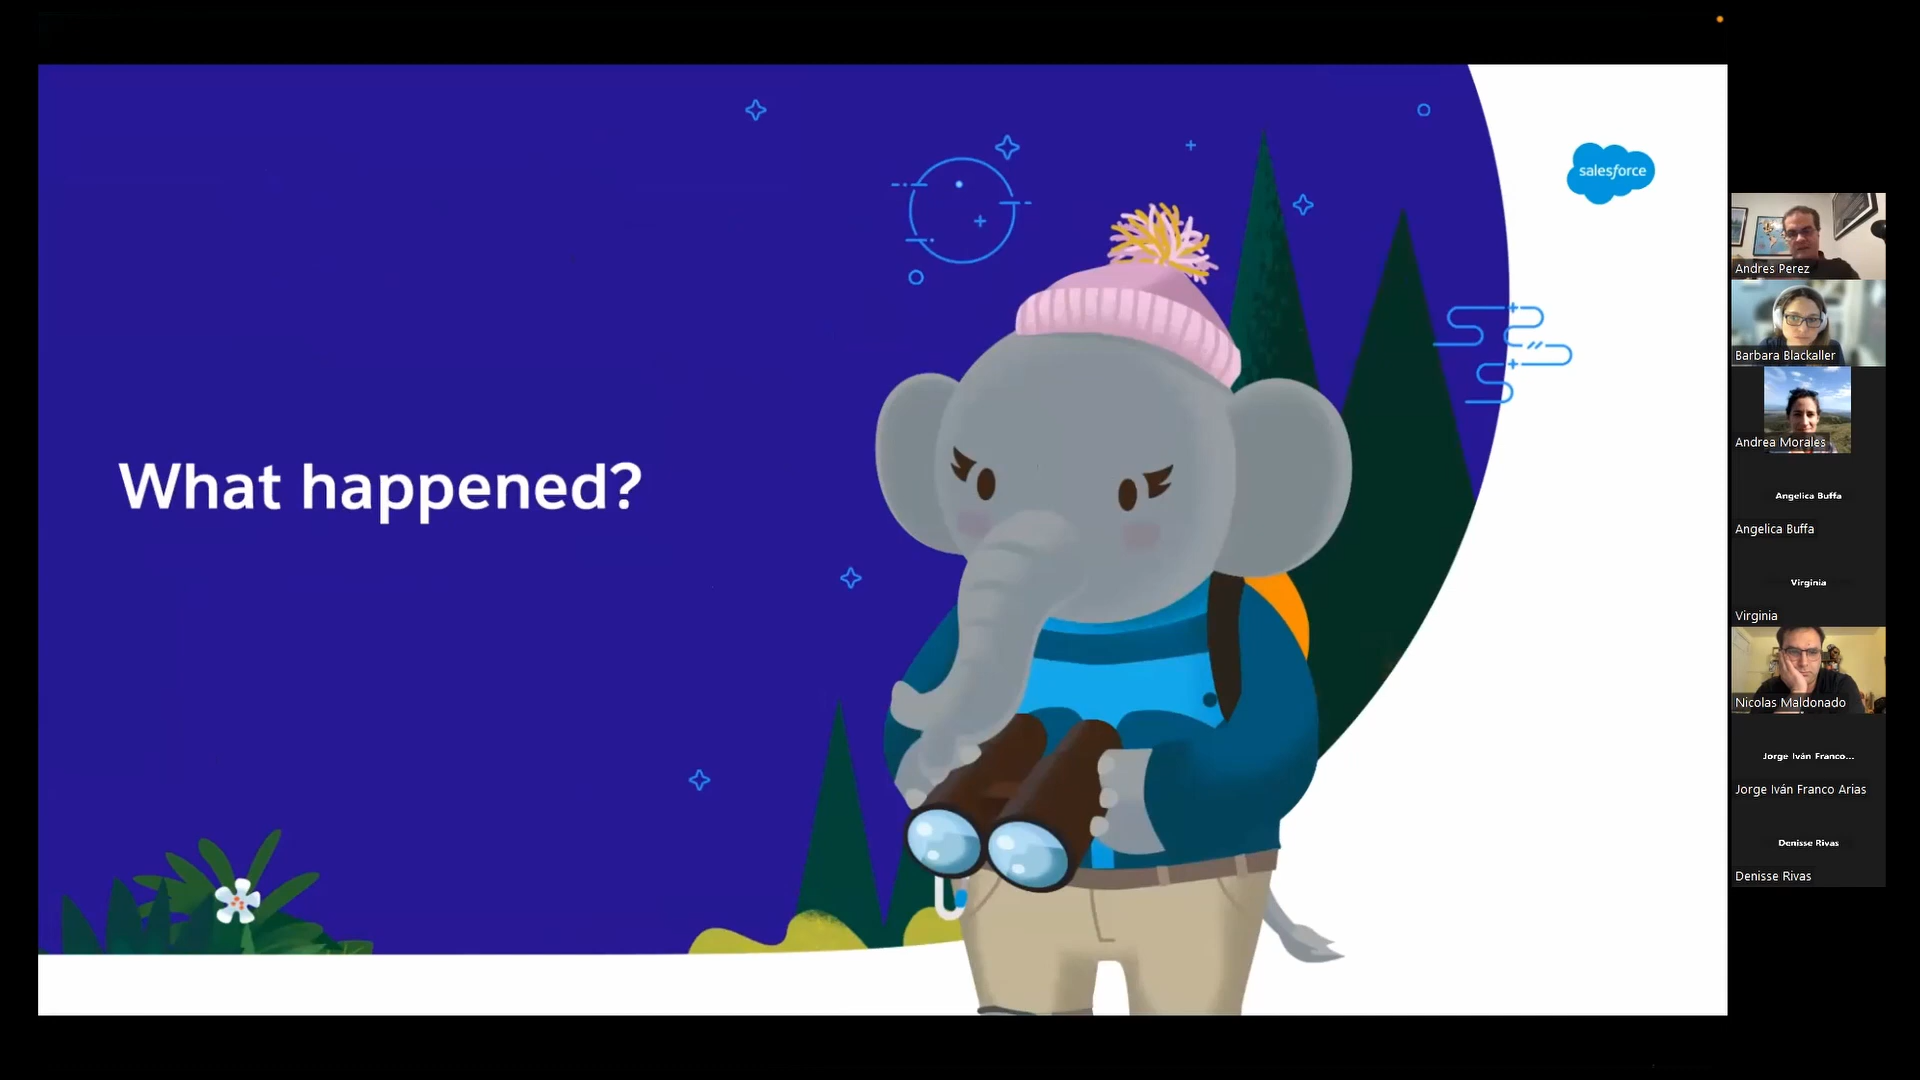 salesforce
What happened?
Andres Perez
Barbara Blackaller
Andrea Morales
Angelica Buffa
Angelica Buffa
Virginia
Virginia
Nicolas Maldonado
Jorge Iván Franco...
Jorge Iván Franco Arias
Denisse Rivas
Denisse Rivas